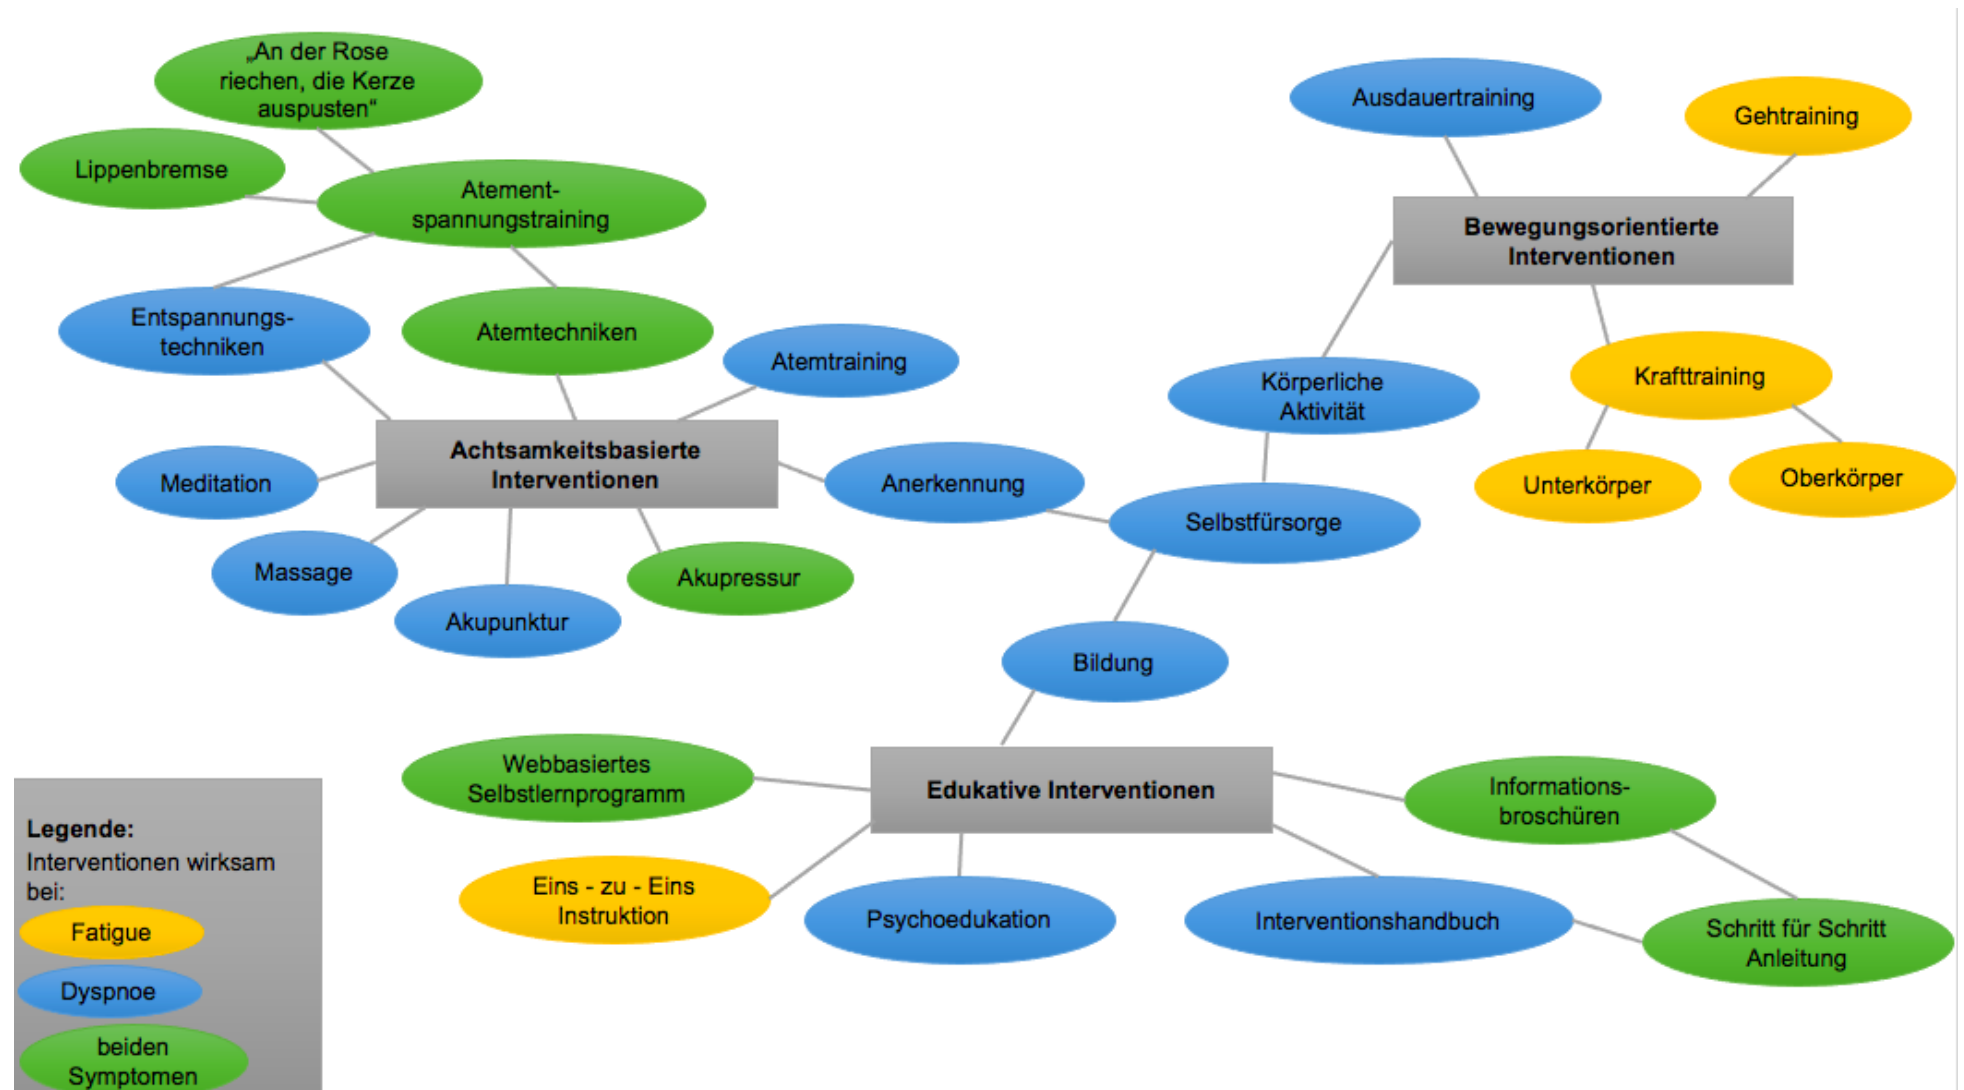 „An der Rose
riechen, die Kerze
auspusten“
Lippenbremse
Atement-
spannungstraining
Entspannungs-
techniken
Atemtechniken
Atemtraining
Achtsamkeitsbasierte
Interventionen
Meditation
Massage
Akupunktur
Akupressur
Anerkennung
Ausdauertraining
Gehtraining
Bewegungsorientierte
Interventionen
Körperliche
Aktivität
Krafttraining
Unterkörper
Oberkörper
Selbstfürsorge
Bildung
Webbasiertes
Selbstlernprogramm
Edukative Interventionen
Informations-
broschüren
Eins - zu - Eins
Instruktion
Psychoedukation
Interventionshandbuch
Schritt für Schritt
Anleitung
Legende:
Interventionen wirksam
bei:
Fatigue
Dyspnoe
beiden
Symptomen